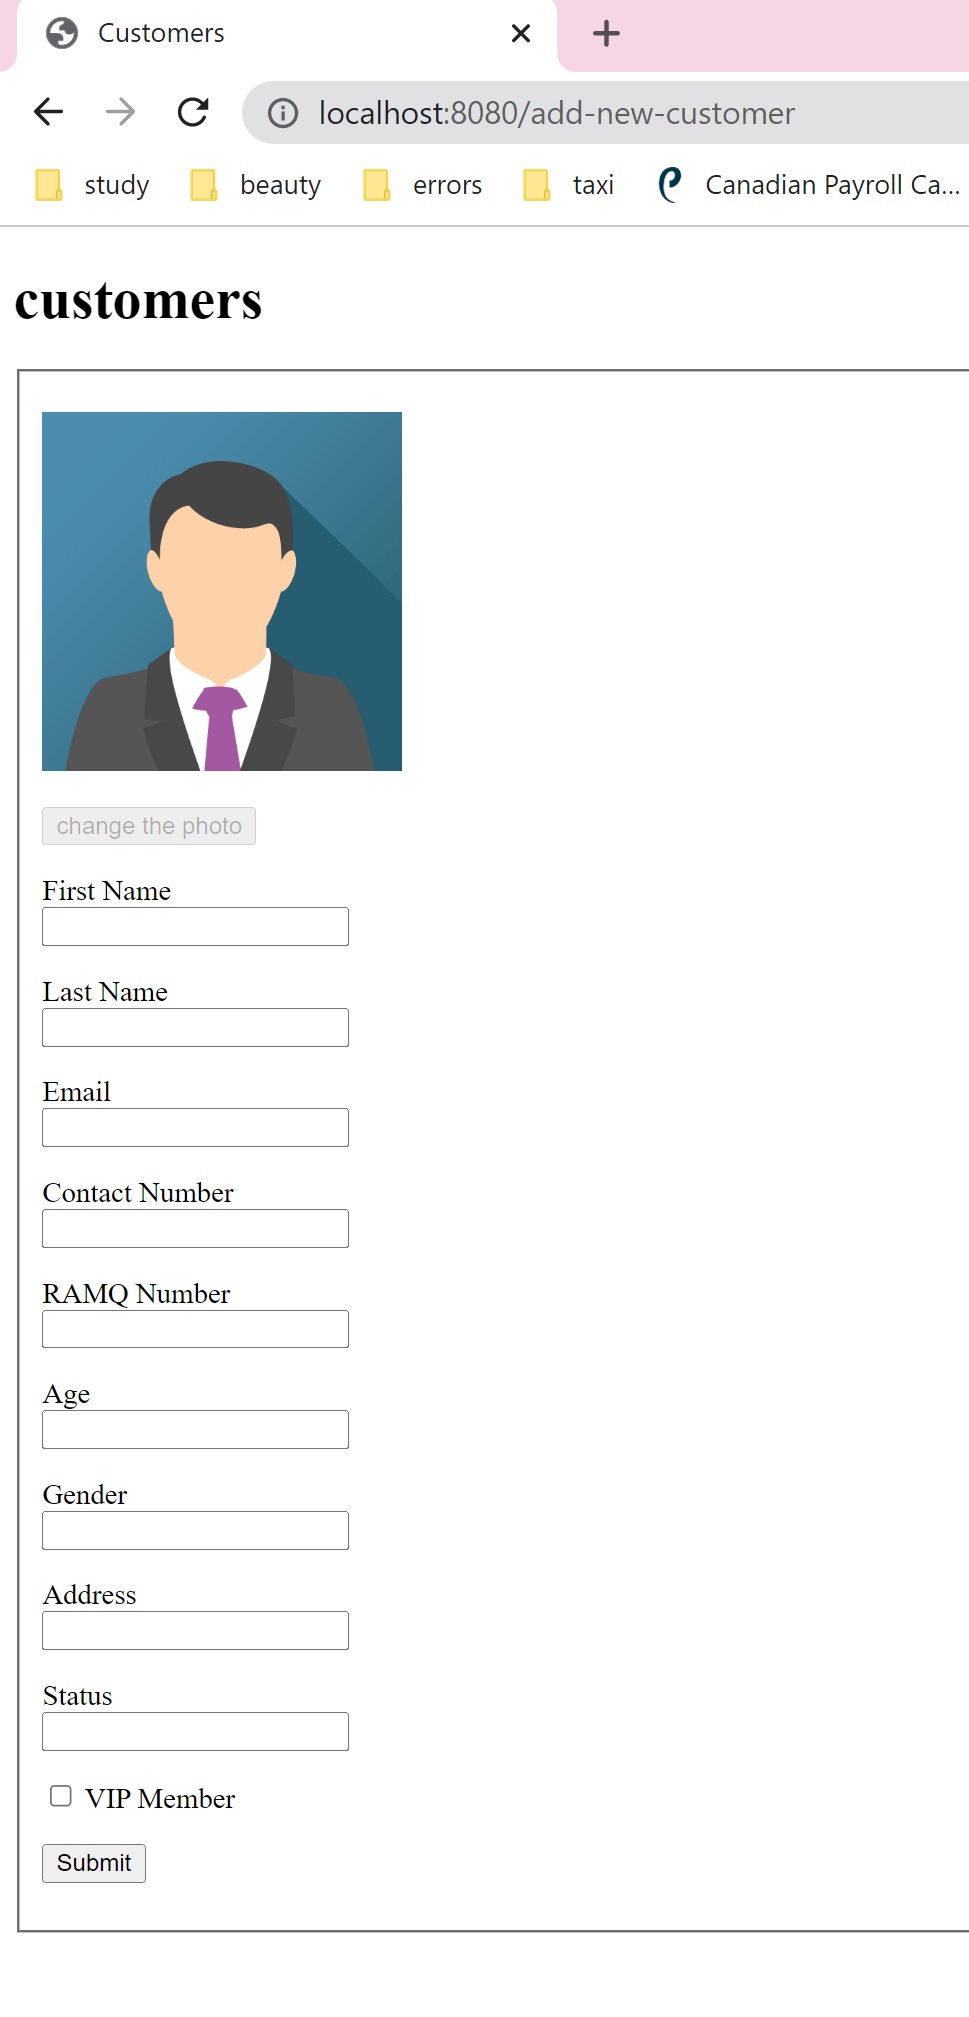 Customers
localhost:8080/add-new-customer
study beauty errors taxi Canadian Payroll Ca...
customers
change the photo
First Name
Last Name
Email
Contact Number
RAMQ Number
Age
Gender
Address
Status
VIP Member
Submit